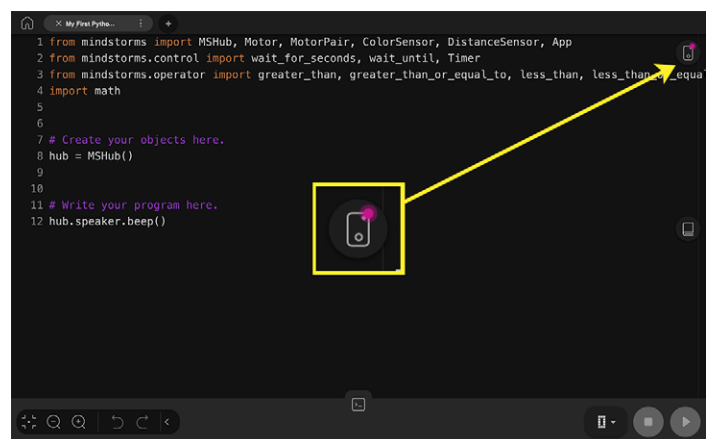 My First Pytho...
1 from mindstorms import MSHub, Motor, MotorPair, ColorSensor, DistanceSensor, App
2 from mindstorms.control import wait_for_seconds, wait_until, Timer
3 from mindstorms.operator import greater_than, greater_than_or_equal_to, less_than, less_than_or_equa
4 import math
5
6
7 # Create your objects here.
8 hub = MSHub()
9
10
11 # Write your program here.
12 hub.speaker.beep()